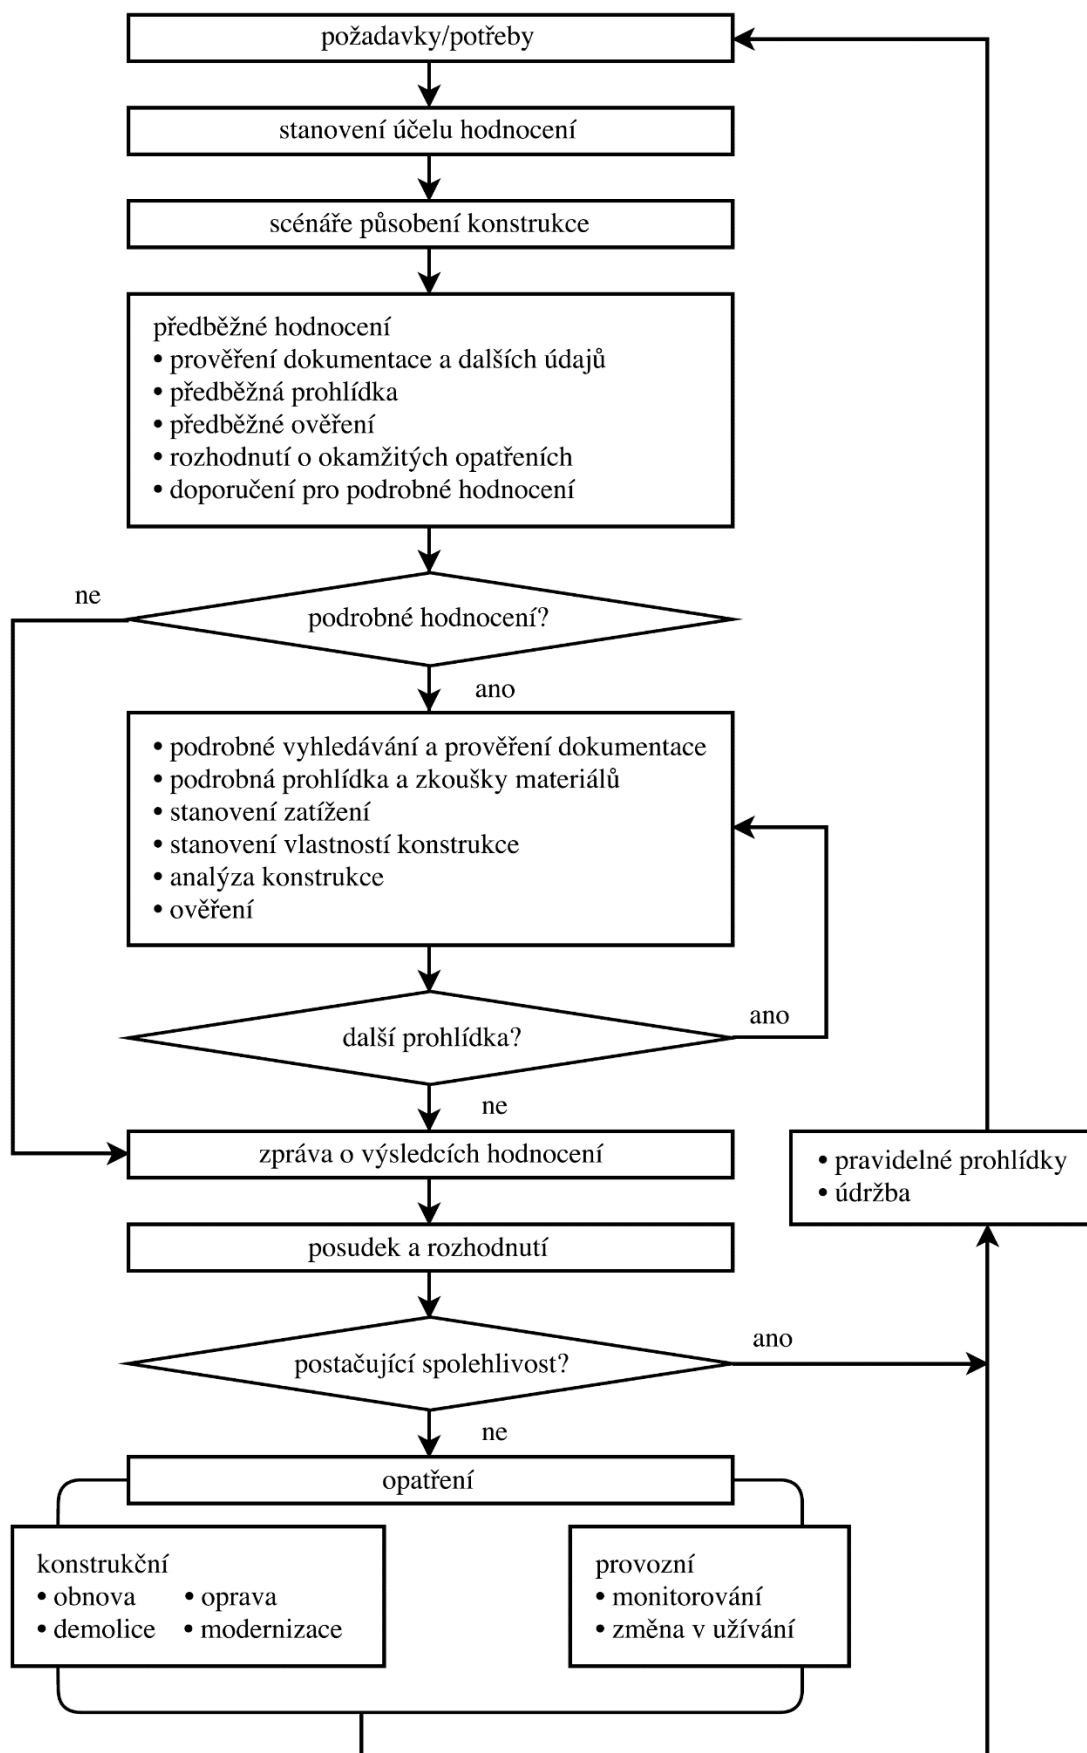 požadavky/potřeby
stanovení účelu hodnocení
scénáře působení konstrukce
předběžné hodnocení
• prověření dokumentace a dalších údajů
• předběžná prohlídka
• předběžné ověření
• rozhodnutí o okamžitých opatřeních
• doporučení pro podrobné hodnocení
ne
podrobné hodnocení?
ano
• podrobné vyhledávání a prověření dokumentace
• podrobná prohlídka a zkoušky materiálů
• stanovení zatížení
• stanovení vlastností konstrukce
• analýza konstrukce
• ověření
další prohlídka?
ano
ne
zpráva o výsledcích hodnocení
• pravidelné prohlídky
• údržba
posudek a rozhodnutí
postačující spolehlivost?
ano
ne
opatření
konstrukční
• obnova • oprava
• demolice • modernizace
provozní
• monitorování
• změna v užívání